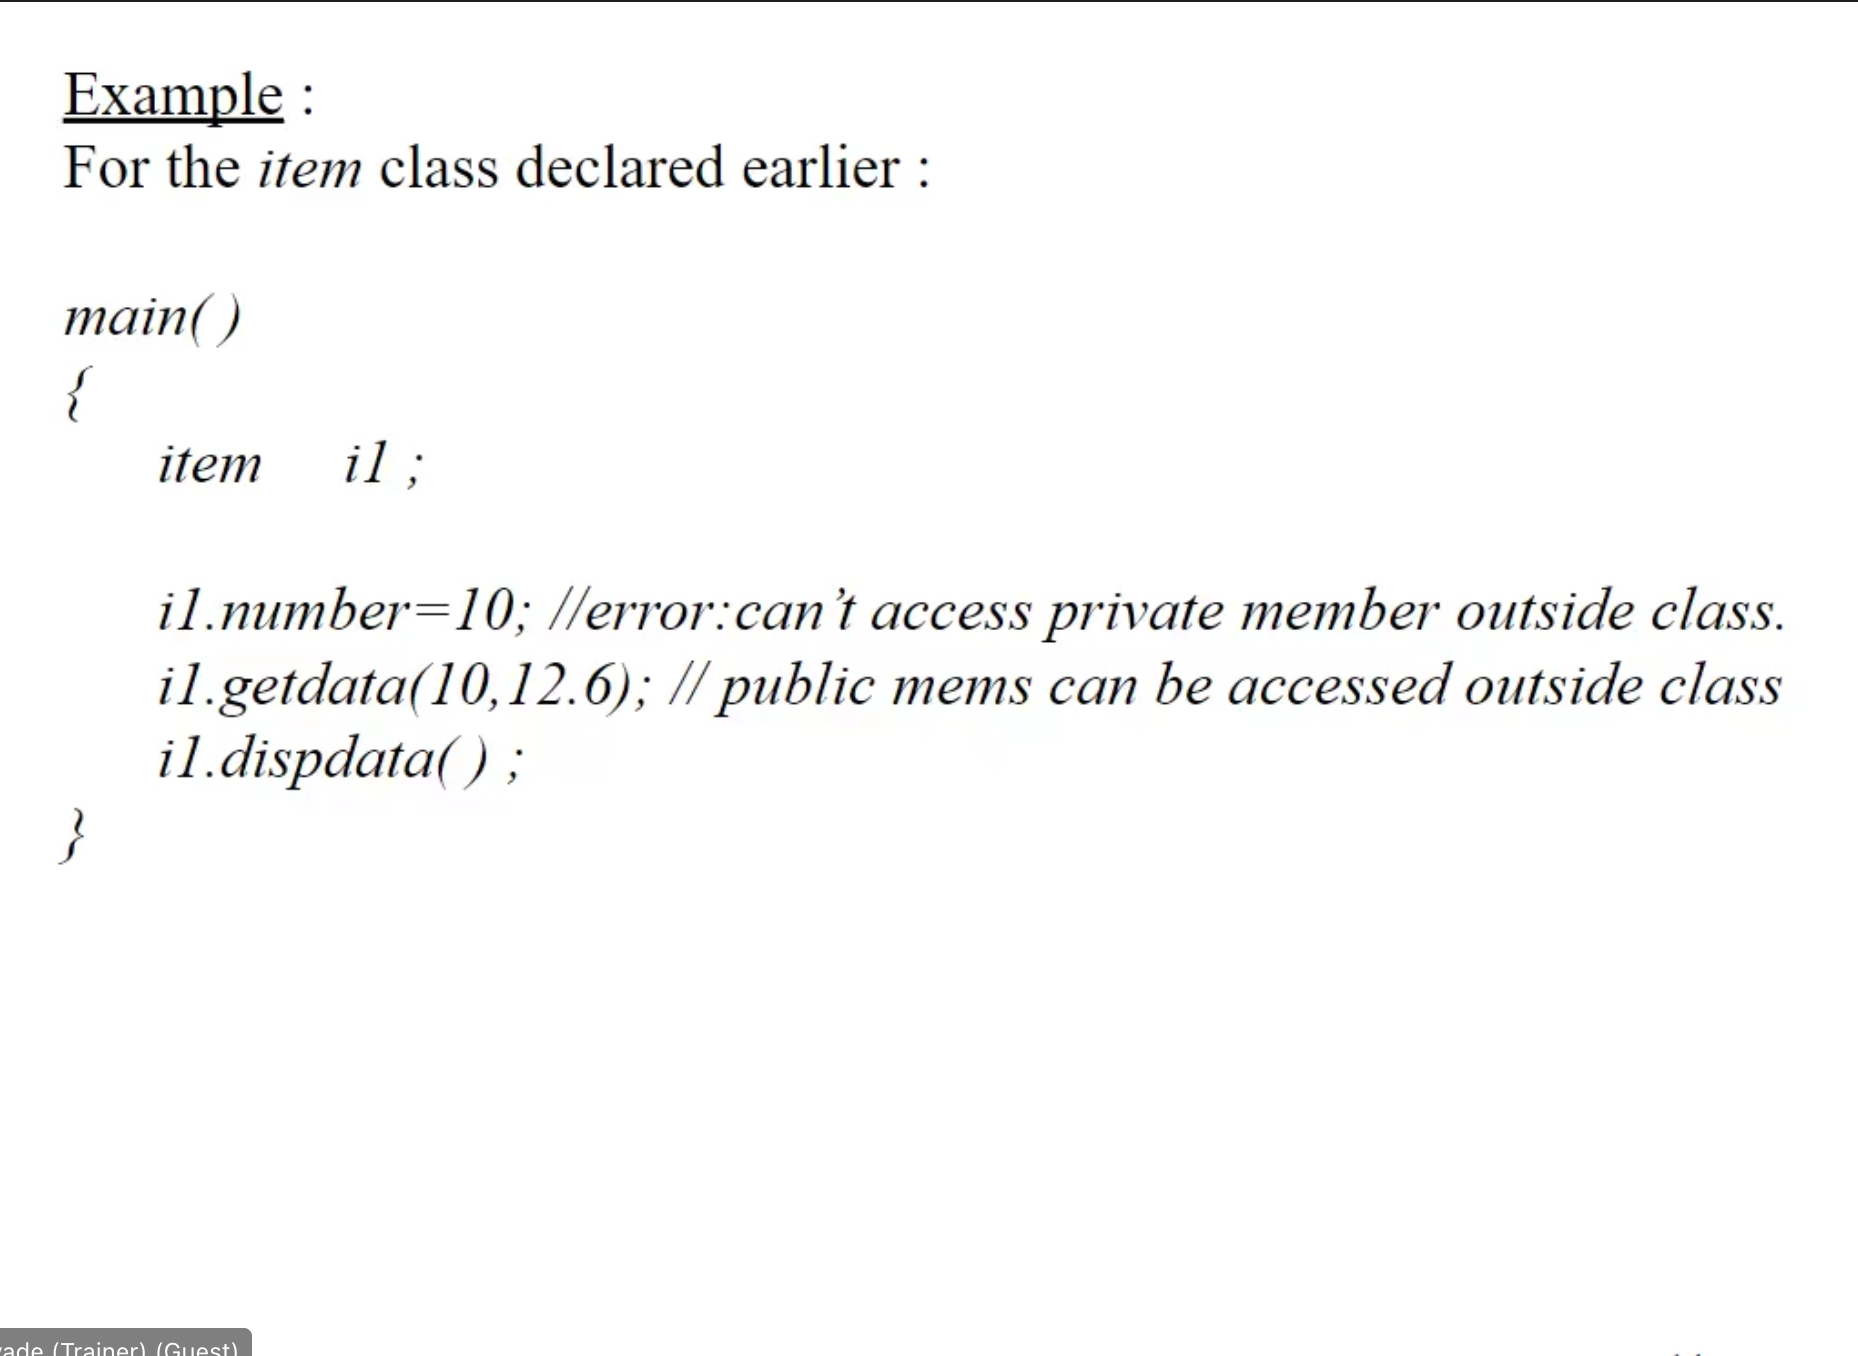 Example :
For the item class declared earlier :
main( )
{
item i1 ;
i1.number=10; //error:can’t access private member outside class.
i1.getdata(10,12.6); // public mems can be accessed outside class
i1.dispdata( ) ;
}
(Trainer) (Guest)